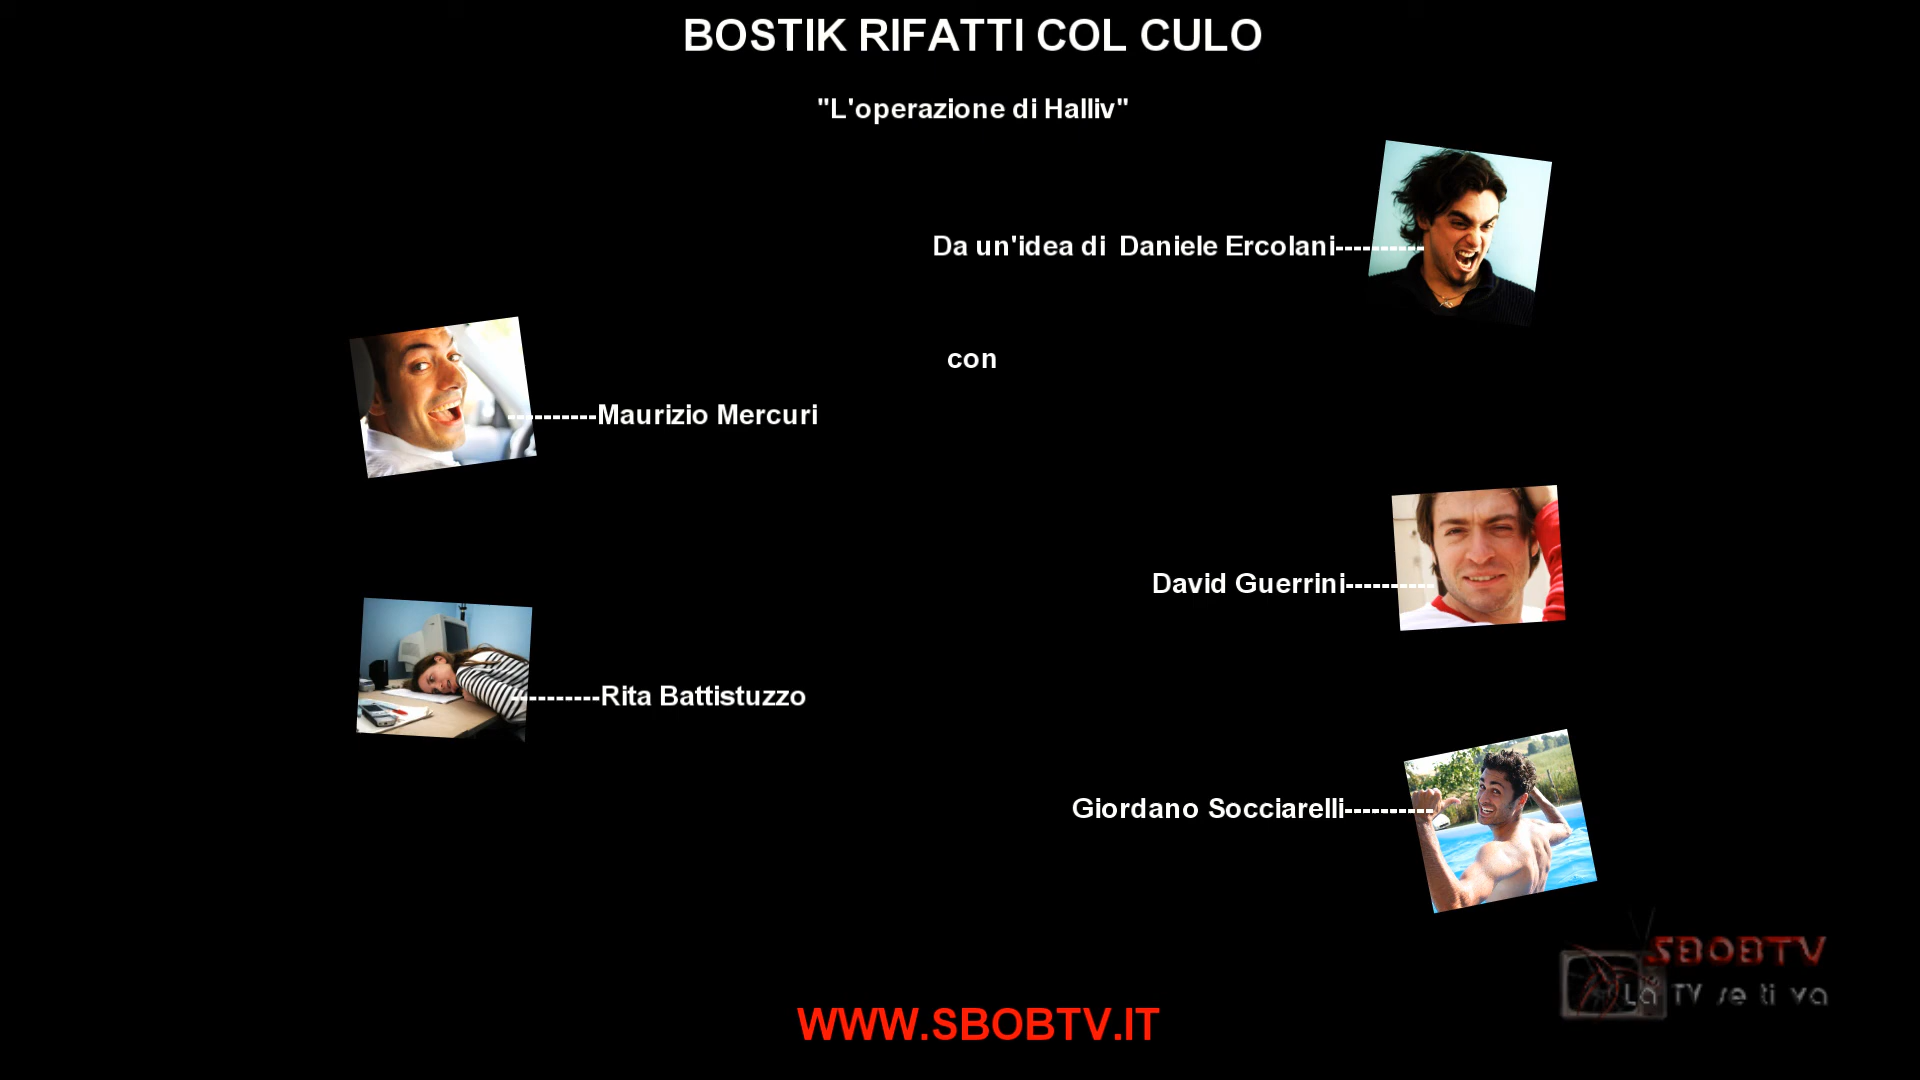 BOSTIK RIFATTI COL CULO
"L'operazione di Halliv"
Da un'idea di Daniele Ercolani----------
con
----------Maurizio Mercuri
David Guerrini----------
----------Rita Battistuzzo
Giordano Socciarelli----------
SBOBTV
La TV se ti va
WWW.SBOBTV.IT